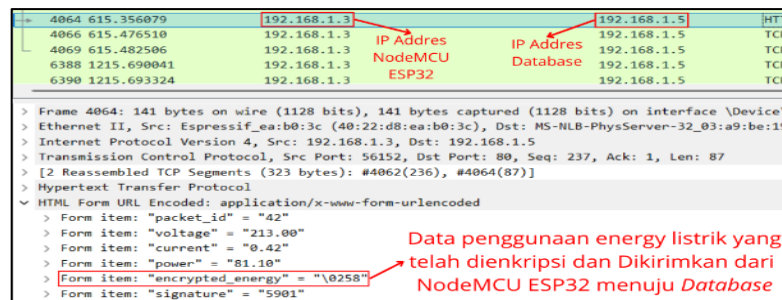 4064 615.356079 192.168.1.3 192.168.1.5 HT
4066 615.476510 192.168.1.3 192.168.1.5 TC
4069 615.482506 192.168.1.3 192.168.1.5 TC
6388 1215.690041 192.168.1.3 192.168.1.5 TC
6390 1215.693324 192.168.1.3 192.168.1.5 TC
IP Addres
NodeMCU
ESP32
IP Addres
Database
> Frame 4064: 141 bytes on wire (1128 bits), 141 bytes captured (1128 bits) on interface \Device
> Ethernet II, Src: Espressif_ea:b0:3c (40:22:d8:ea:b0:3c), Dst: MS-NLB-PhysServer-32_03:a9:be:19
> Internet Protocol Version 4, Src: 192.168.1.3, Dst: 192.168.1.5
> Transmission Control Protocol, Src Port: 56152, Dst Port: 80, Seq: 237, Ack: 1, Len: 87
> [2 Reassembled TCP Segments (323 bytes): #4062(236), #4064(87)]
> Hypertext Transfer Protocol
HTML Form URL Encoded: application/x-www-form-urlencoded
> Form item: "packet_id" = "42"
> Form item: "voltage" = "213.00"
> Form item: "current" = "0.42"
> Form item: "power" = "81.10"
> Form item: "encrypted_energy" = "\0258"
> Form item: "signature" = "5901"
Data penggunaan energy listrik yang
telah dienkripsi dan Dikirimkan dari
NodeMCU ESP32 menuju Database